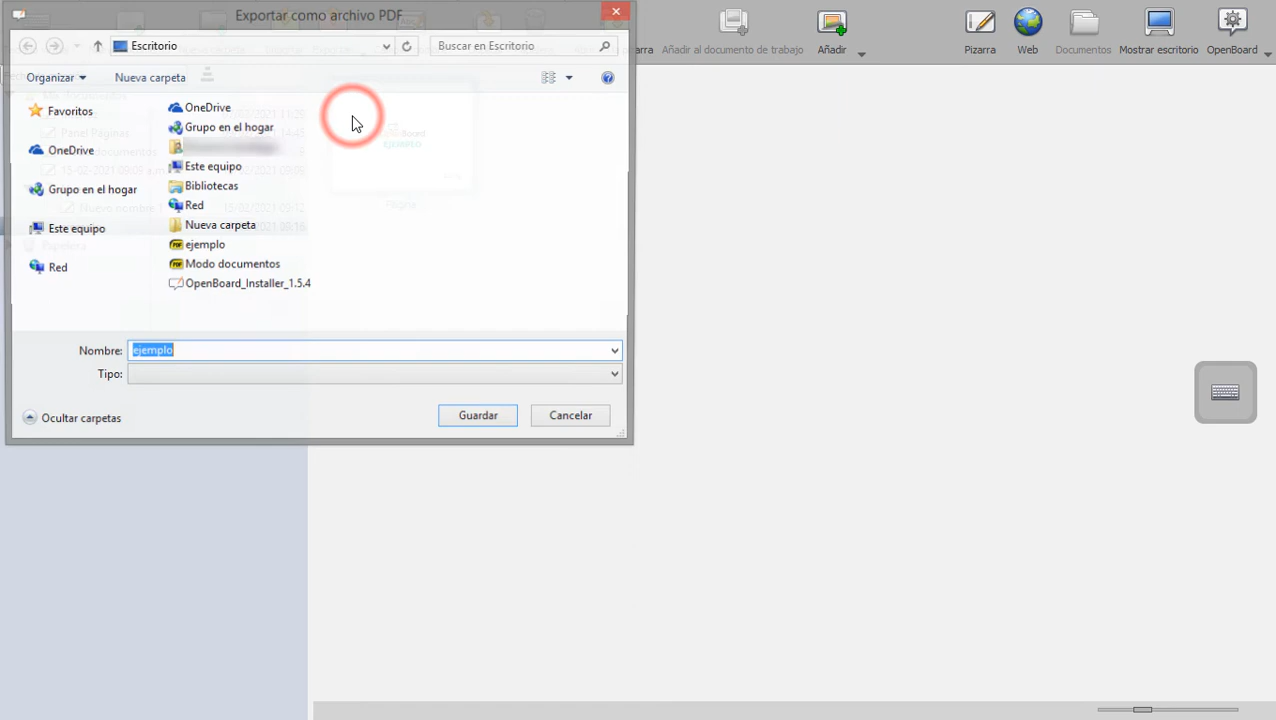 Exportar como archivo PDF
Escritorio
Buscar en Escritorio
Añadir al documento de trabajo
Añadir
Pizarra
Web
Documentos
Mostrar escritorio
OpenBoard
Organizar
Nueva carpeta
Favoritos
OneDrive
Grupo en el hogar
Este equipo
Red
OneDrive
Grupo en el hogar
Este equipo
Bibliotecas
Red
Nueva carpeta
ejemplo
Modo documentos
OpenBoard_Installer_1.5.4
EJEMPLO
Página
Nombre:
ejemplo
Tipo:
Ocultar carpetas
Guardar
Cancelar